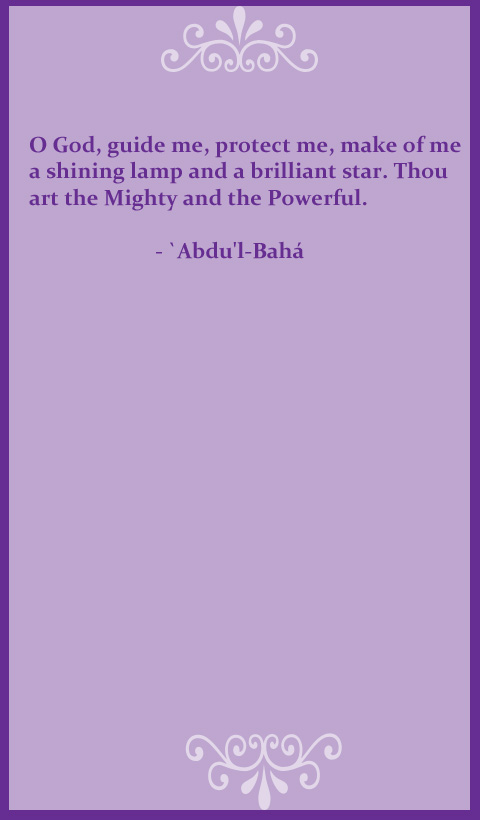 O God, guide me, protect me, make of me
a shining lamp and a brilliant star. Thou
art the Mighty and the Powerful.
- `Abdu'l-Bahá